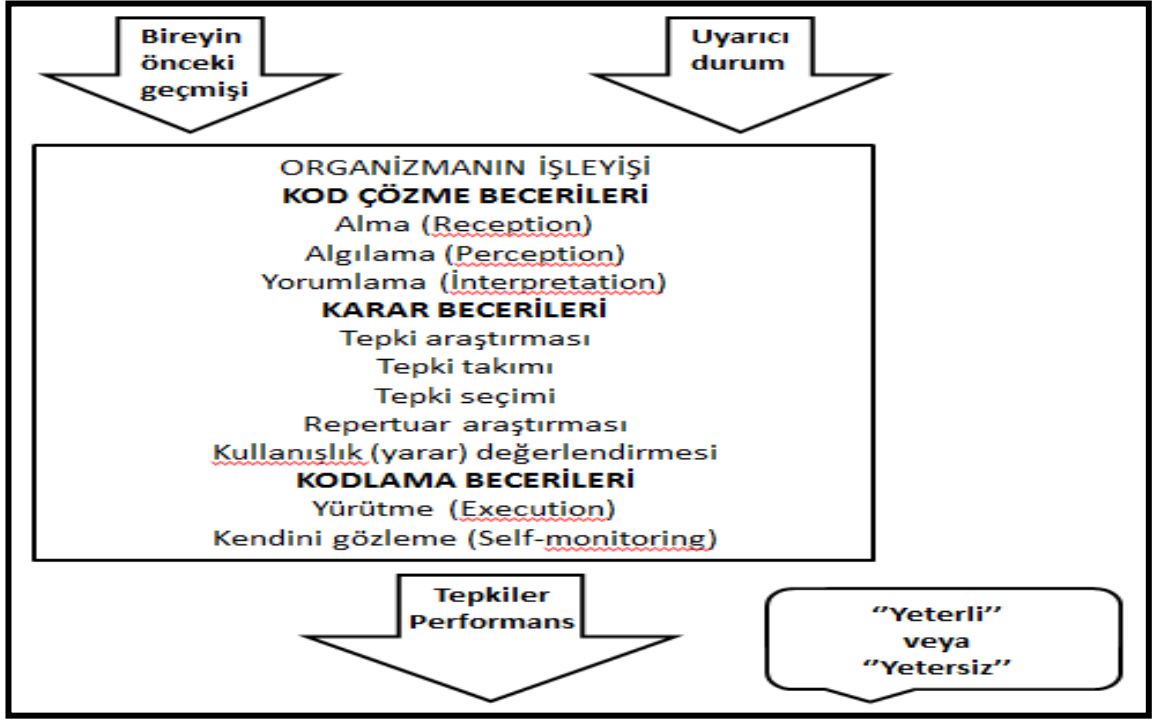 Bireyin
önceki
geçmişi
Uyarıcı
durum
ORGANİZMANIN İŞLEYİŞİ
KOD ÇÖZME BECERİLERİ
Alma (Reception)
Algılama (Perception)
Yorumlama (İnterpretation)
KARAR BECERİLERİ
Tepki araştırması
Tepki takımı
Tepki seçimi
Repertuar araştırması
Kullanışlık (yarar) değerlendirmesi
KODLAMA BECERİLERİ
Yürütme (Execution)
Kendini gözleme (Self-monitoring)
Tepkiler
Performans
‘’Yeterli’’
veya
‘’Yetersiz’’